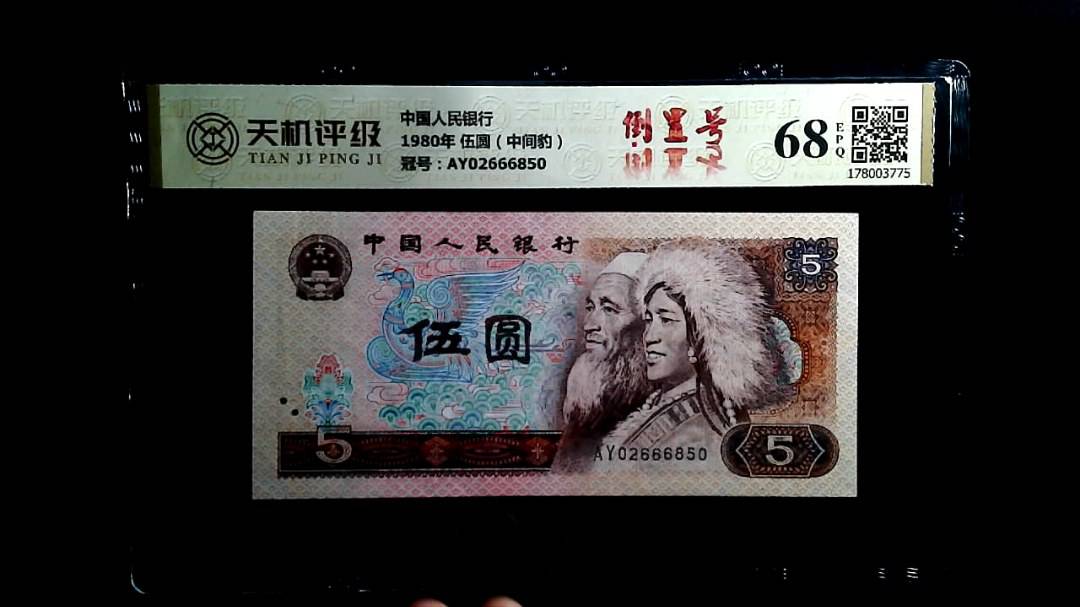 天机评级
TIAN JI PING JI
中国人民银行
1980年 伍圆（中间豹）
冠号：AY02666850
倒置号
68
EPQ
178003775
中国人民银行
5
伍圆
5
AY02666850
5